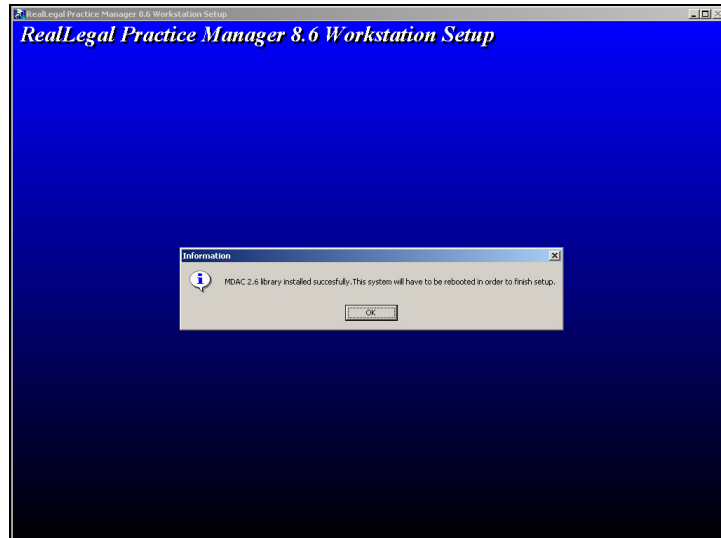 RealLegal Practice Manager 8.6 Workstation Setup
RealLegal Practice Manager 8.6 Workstation Setup
Information
MDAC 2.6 library installed succesfully.This system will have to be rebooted in order to finish setup.
OK